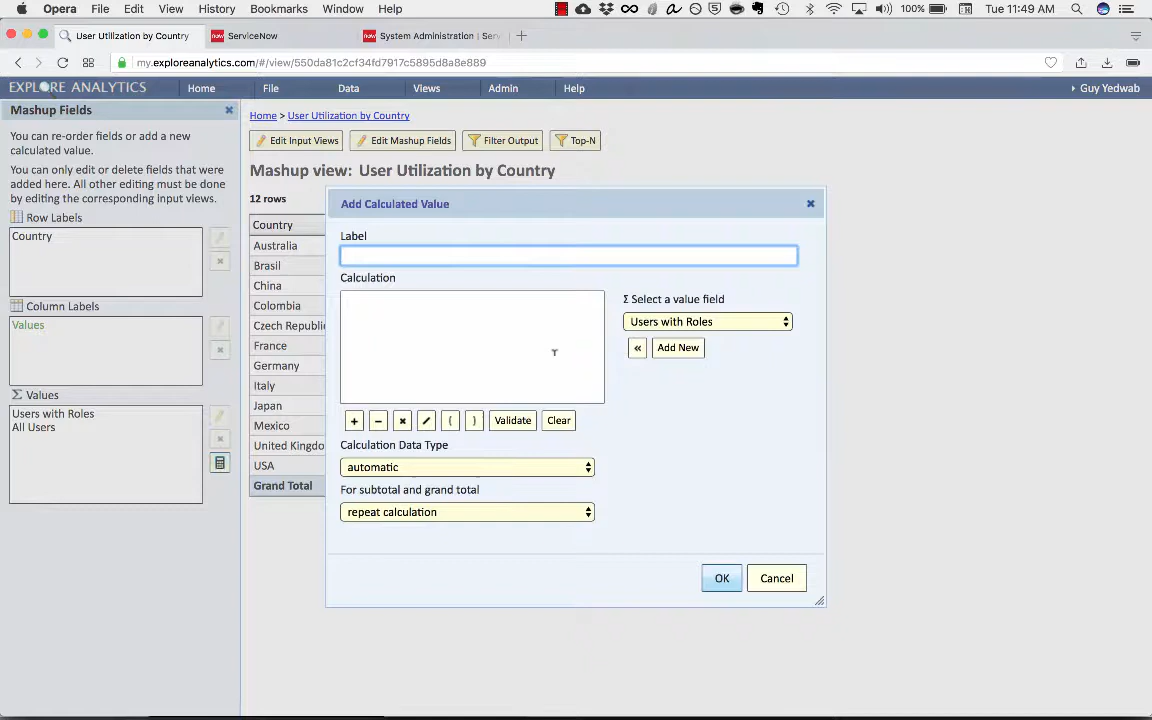 Opera File Edit View History Bookmarks Window Help 100% Tue 11:49 AM
User Utilization by Country now ServiceNow now System Administration | Serv
my.exploreanalytics.com/#/view/550da81c2cf34fd7917c5895d8a8e889
EXPLORE ANALYTICS Home File Data Views Admin Help Guy Yedwab
Mashup Fields
You can re-order fields or add a new
calculated value.
You can only edit or delete fields that were
added here. All other editing must be done
by editing the corresponding input views.
Row Labels
Country
Column Labels
Values
Σ Values
Users with Roles
All Users
Home > User Utilization by Country
Edit Input Views Edit Mashup Fields Filter Output Top-N
Mashup view: User Utilization by Country
12 rows
Country
Australia
Brasil
China
Colombia
Czech Republic
France
Germany
Italy
Japan
Mexico
United Kingdo
USA
Grand Total
Add Calculated Value
Label
Calculation
Σ Select a value field
Users with Roles
« Add New
+ − × ( ) Validate Clear
Calculation Data Type
automatic
For subtotal and grand total
repeat calculation
OK Cancel